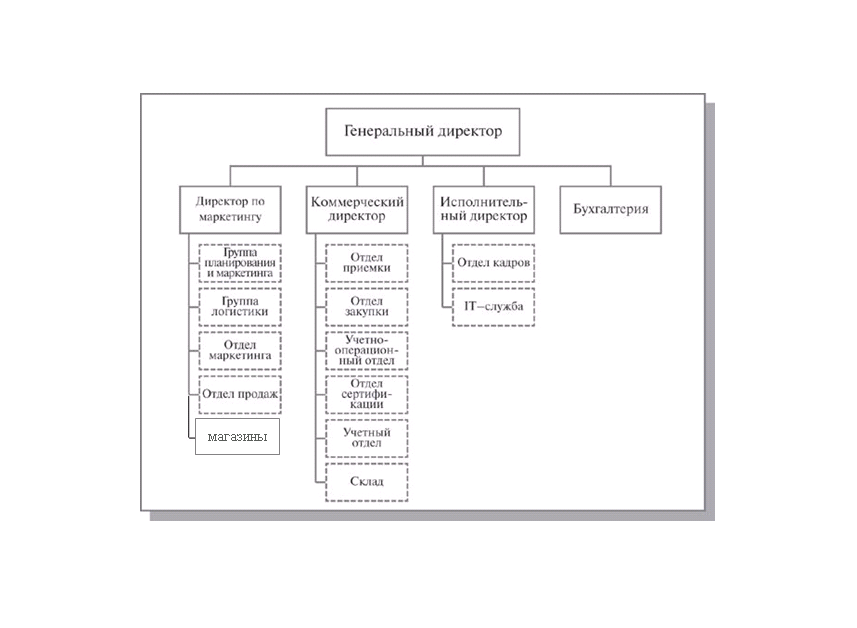 Генеральный директор
Директор по
маркетингу
Коммерческий
директор
Исполнитель-
ный директор
Бухгалтерия
Группа
планирования
и маркетинга
Группа
логистики
Отдел
маркетинга
Отдел продаж
магазины
Отдел
приемки
Отдел
закупки
Учетно-
операцион-
ный отдел
Отдел
сертифи-
кации
Учетный
отдел
Склад
Отдел кадров
IT–служба